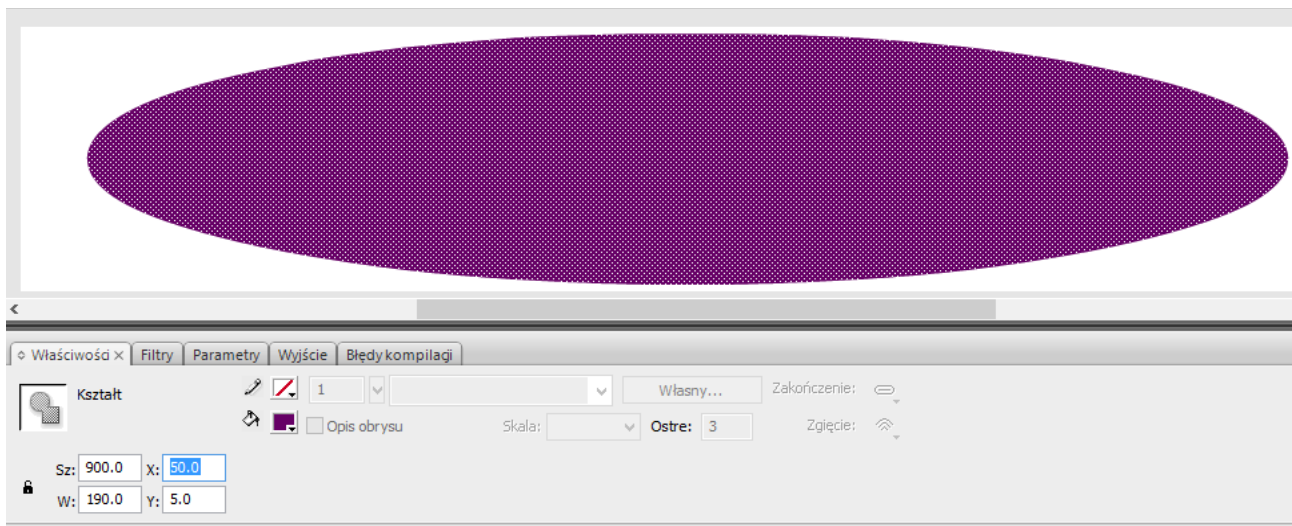 Właściwości × Filtry Parametry Wyjście Błędy kompilacji
Kształt 1 Własny... Zakończenie:
Opis obrysu Skala: Ostre: 3 Zgięcie:
Sz: 900.0 X: 50.0
W: 190.0 Y: 5.0